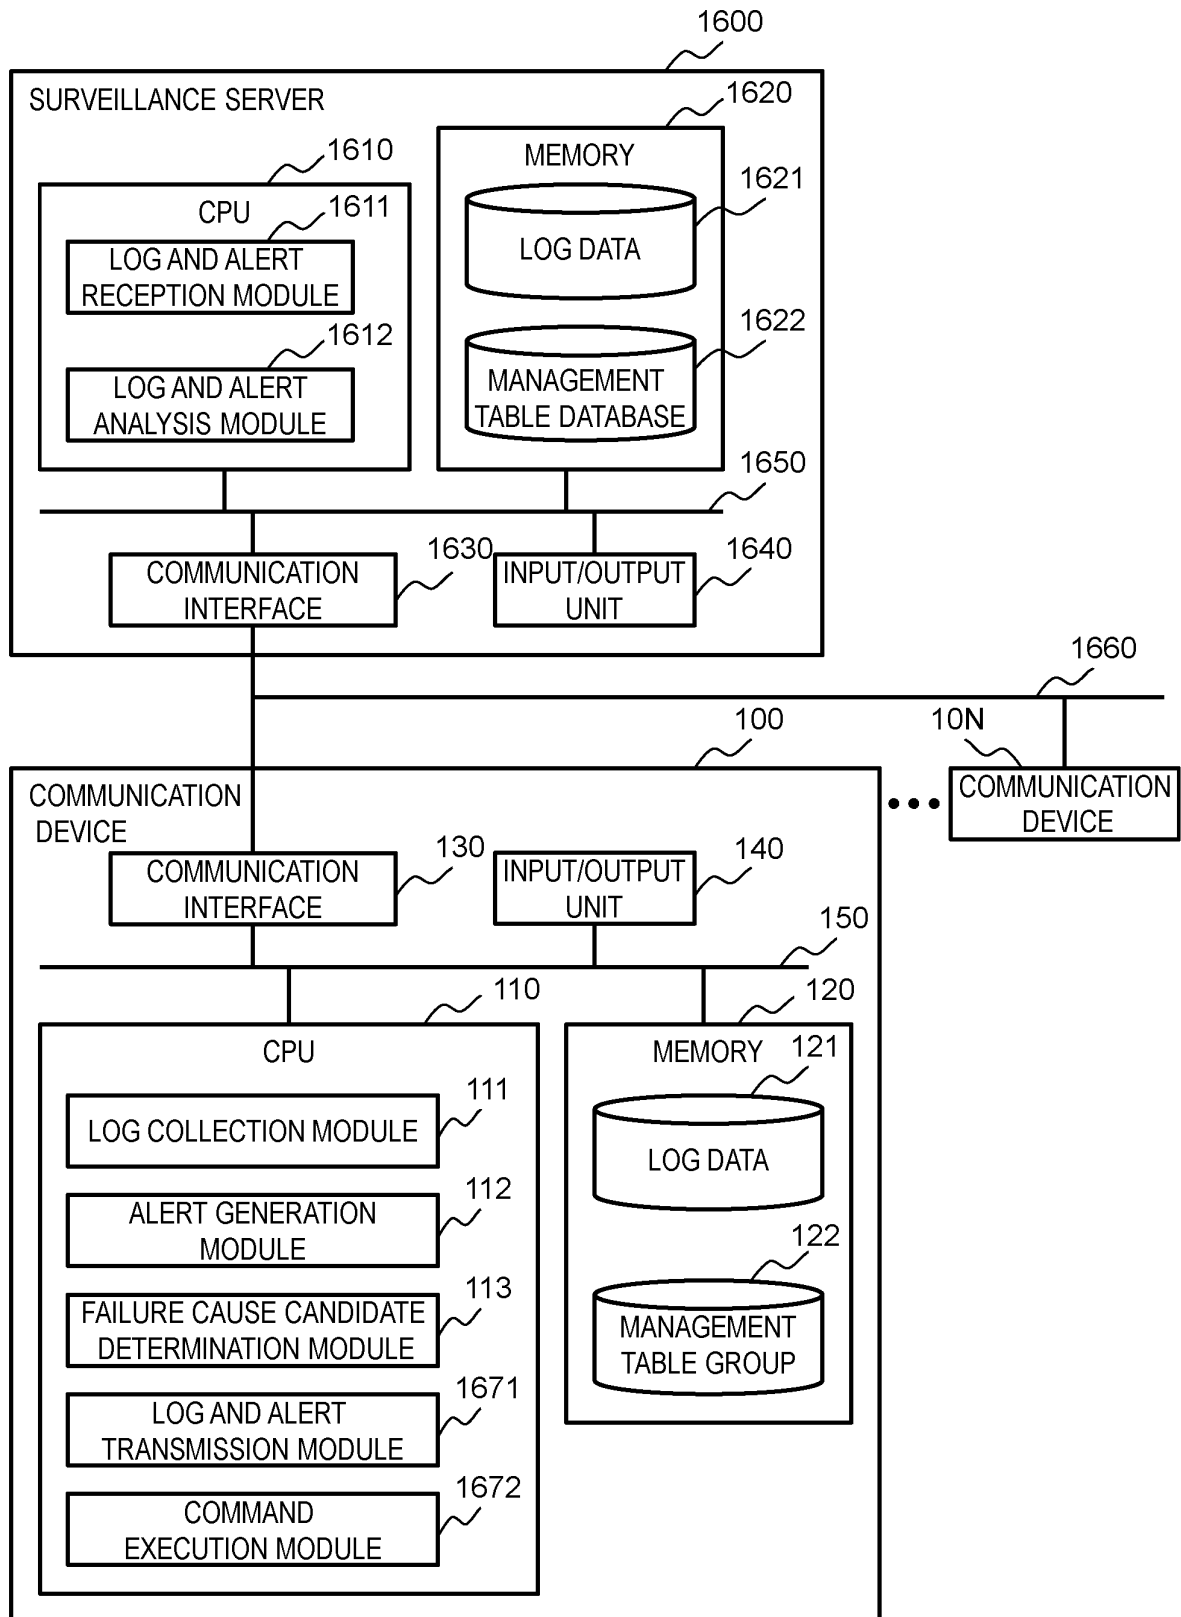 1600
SURVEILLANCE SERVER
1620
MEMORY
1610
CPU
1611
LOG AND ALERT
RECEPTION MODULE
1621
LOG DATA
1612
LOG AND ALERT
ANALYSIS MODULE
1622
MANAGEMENT
TABLE DATABASE
1650
1630
COMMUNICATION
INTERFACE
1640
INPUT/OUTPUT
UNIT
1660
100
10N
COMMUNICATION
DEVICE
COMMUNICATION
DEVICE
130
COMMUNICATION
INTERFACE
140
INPUT/OUTPUT
UNIT
150
110
CPU
120
MEMORY
111
LOG COLLECTION MODULE
121
LOG DATA
112
ALERT GENERATION
MODULE
113
FAILURE CAUSE CANDIDATE
DETERMINATION MODULE
122
MANAGEMENT
TABLE GROUP
1671
LOG AND ALERT
TRANSMISSION MODULE
1672
COMMAND
EXECUTION MODULE